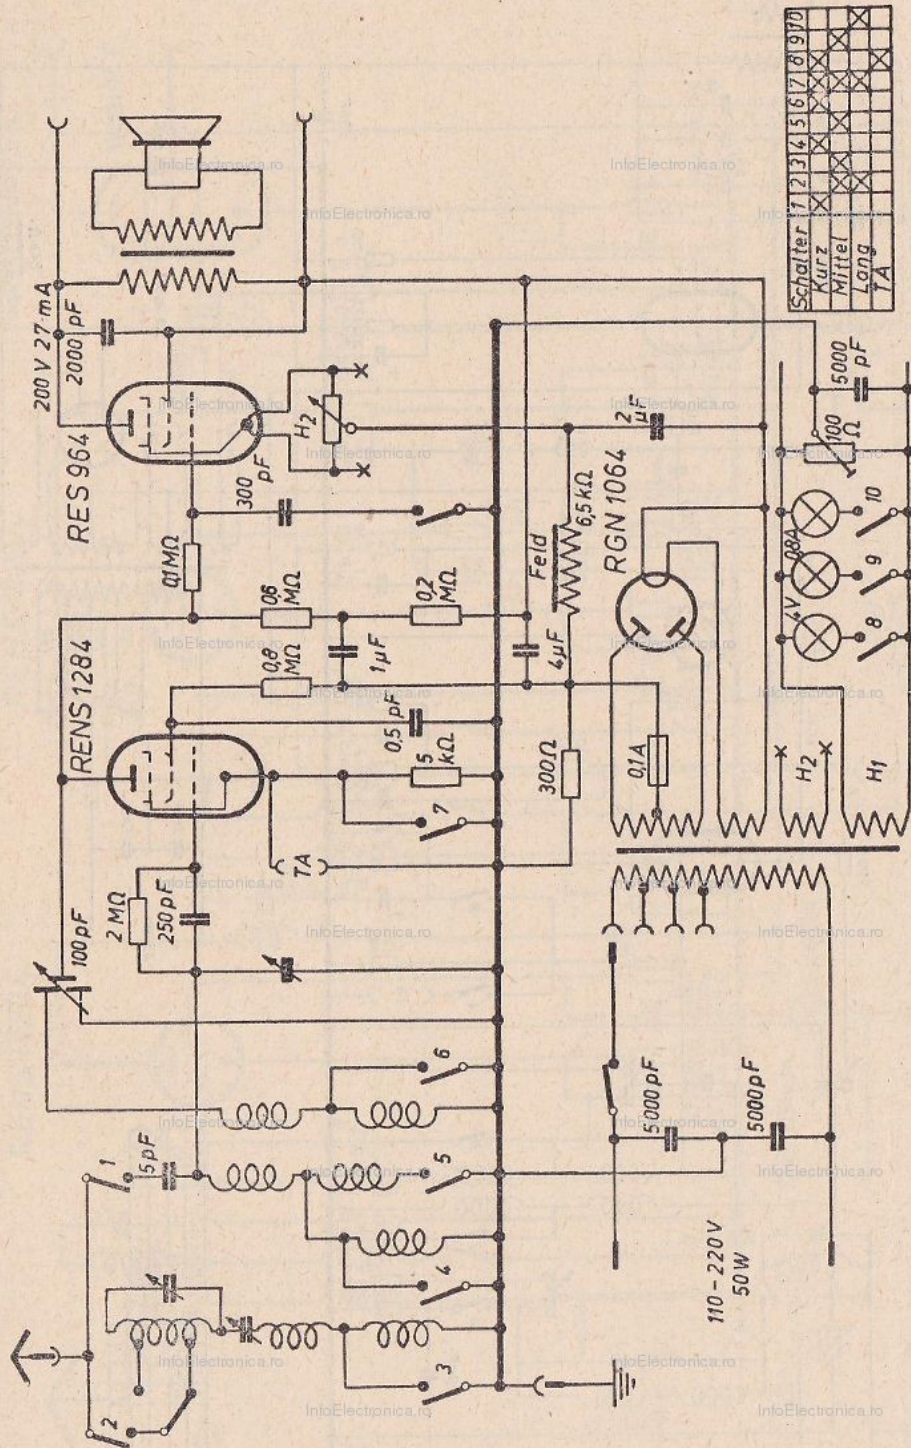 200 V 27 mA
2000 pF
RES 964
H2
300 pF
0,1 MΩ
0,6 MΩ
0,2 MΩ
RENS 1284
0,8 MΩ
1 µF
0,5 pF
5 kΩ
7
TA
2 MΩ
250 pF
100 pF
6
1
5 pF
5
4
2
3
Feld
6,5 kΩ
4 µF
2 µF
300 Ω
RGN 1064
0,1 A
H2
H1
4V
0,8A
8
9
10
100 Ω
5000 pF
5000 pF
5000 pF
110 – 220 V
50 W
Schalter 1 2 3 4 5 6 7 8 9 10
Kurz
Mittel
Lang
TA
InfoElectronica.ro